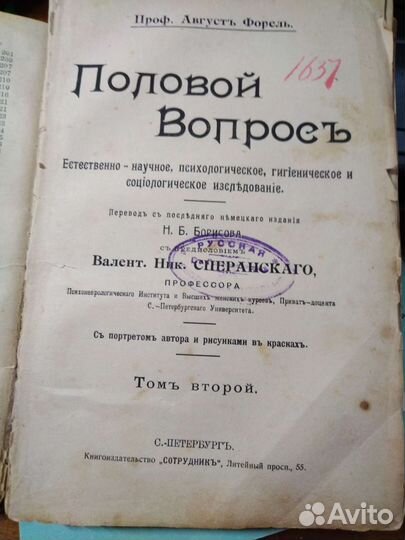 Проф. Августъ Форель.
1657.
Половой
Вопросъ
Естественно-научное, психологическое, гигіеническое и
соціологическое изслѣдованіе.
Переводъ съ послѣдняго нѣмецкаго изданія
Н. Б. Борисова
съ предисловіемъ
РУССКАЯ
Валент. Ник. СПЕРАНСКАГО,
ПРОФЕССОРА
Психоневрологическаго Института и Высшихъ женскихъ курсовъ, Приватъ-доцента
С.-Петербургскаго Университета.
Съ портретомъ автора и рисунками въ краскахъ.
Томъ второй.
С.-ПЕТЕРБУРГЪ.
Книгоиздательство „СОТРУДНИКЪ", Литейный просп., 55.
Avito